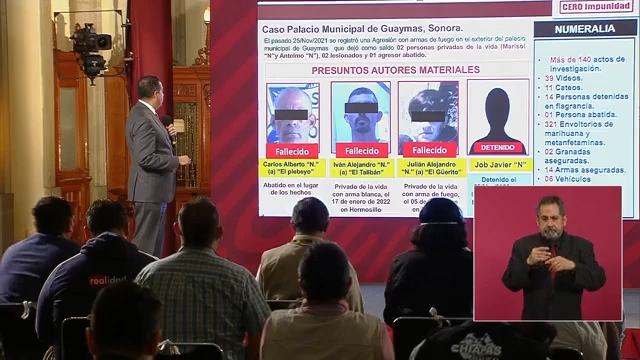 CERO Impunidad
Caso Palacio Municipal de Guaymas, Sonora.
El pasado 25/Nov/2021 se registró una Agresión con armas de fuego en el exterior del palacio
municipal de Guaymas que dejó como saldo 02 personas privadas de la vida (Marisol
"N"y Antelmo "N"), 02 lesionados y 01 agresor abatido.
PRESUNTOS AUTORES MATERIALES
Fallecido
Carlos Alberto "N."
(a) "El plebeyo"
Abatido en el lugar
de los hechos
Fallecido
Iván Alejandro "N."
(a) "El Talibán"
Privado de la vida
con arma blanca, el
17 de enero de 2022
en Hermosillo
Fallecido
Julián Alejandro
"N." (a) "El Güerito"
Privado de la vida
con armas de fuego,
el 05 de
DETENIDO
Job Javier "N"
Detenido el
NUMERALIA
Más de 140 actos de
investigación.
39 Videos.
11 Cateos.
14 Personas detenidas
en flagrancia.
01 Persona abatida.
321 Envoltorios de
marihuana y
metanfetaminas.
02 Granadas
aseguradas.
14 Armas aseguradas.
06 Vehículos
realidad
CHIAPAS